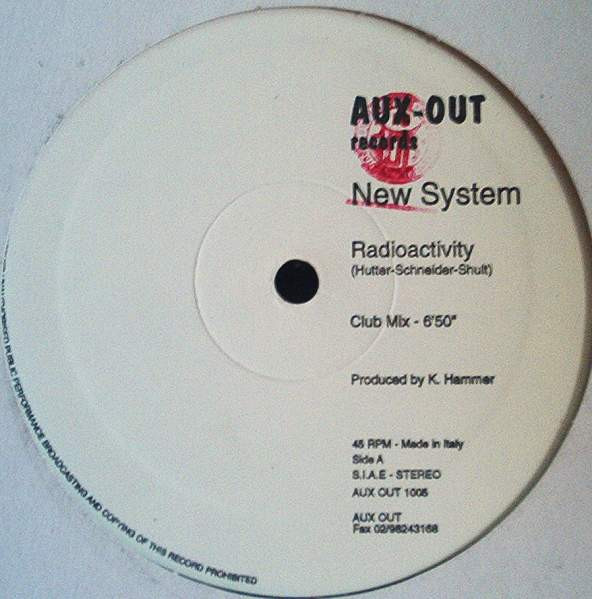 AUX-OUT
records
New System
Radioactivity
(Hutter-Schneider-Shult)
Club Mix - 6'50"
Produced by K. Hammer
45 RPM - Made in Italy
Side A
S.I.A.E - STEREO
AUX OUT 1005
AUX OUT
Fax 02/98243168
PUBLIC PERFORMANCE BROADCASTING AND COPYING OF THIS RECORD PROHIBITED